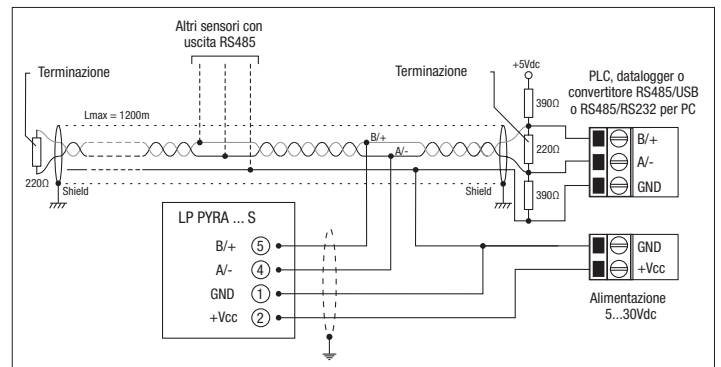 Altri sensori con
uscita RS485
Terminazione
Terminazione
+5Vdc
PLC, datalogger o
convertitore RS485/USB
o RS485/RS232 per PC
Lmax = 1200m
390Ω
B/+
B/+
220Ω
A/-
A/-
220Ω
Shield
Shield
390Ω
GND
LP PYRA ... S
B/+ 5
A/- 4
GND 1
+Vcc 2
GND
+Vcc
Alimentazione
5...30Vdc